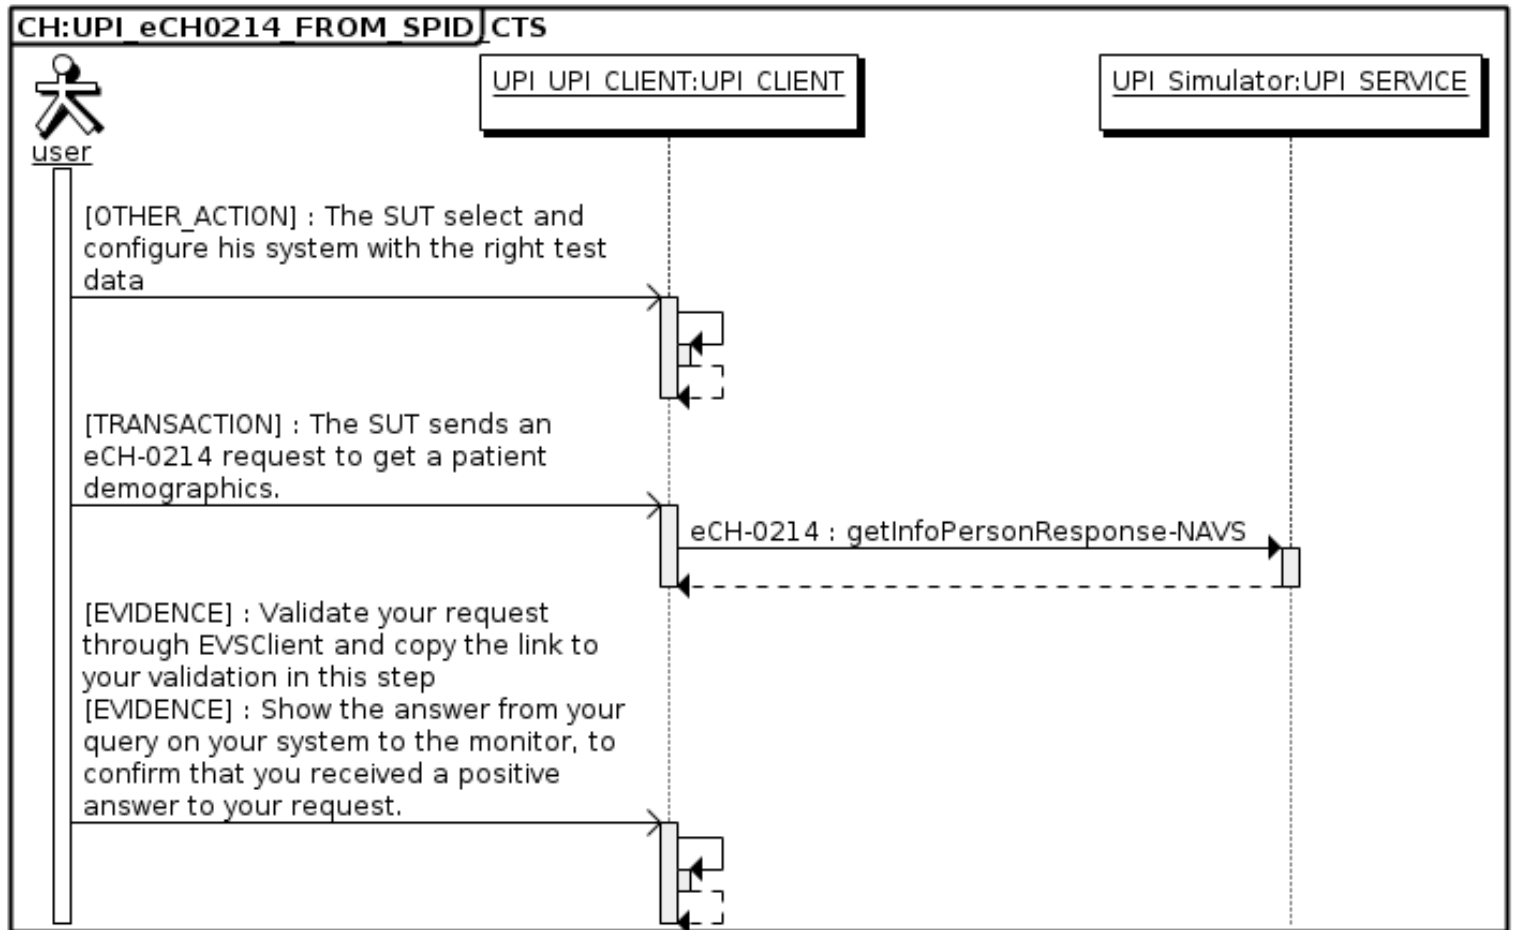 CH:UPI_eCH0214_FROM_SPID_CTS
user
UPI_UPI_CLIENT:UPI_CLIENT
UPI_Simulator:UPI_SERVICE
[OTHER_ACTION] : The SUT select and
configure his system with the right test
data
[TRANSACTION] : The SUT sends an
eCH-0214 request to get a patient
demographics.
eCH-0214 : getInfoPersonResponse-NAVS
[EVIDENCE] : Validate your request
through EVSClient and copy the link to
your validation in this step
[EVIDENCE] : Show the answer from your
query on your system to the monitor, to
confirm that you received a positive
answer to your request.